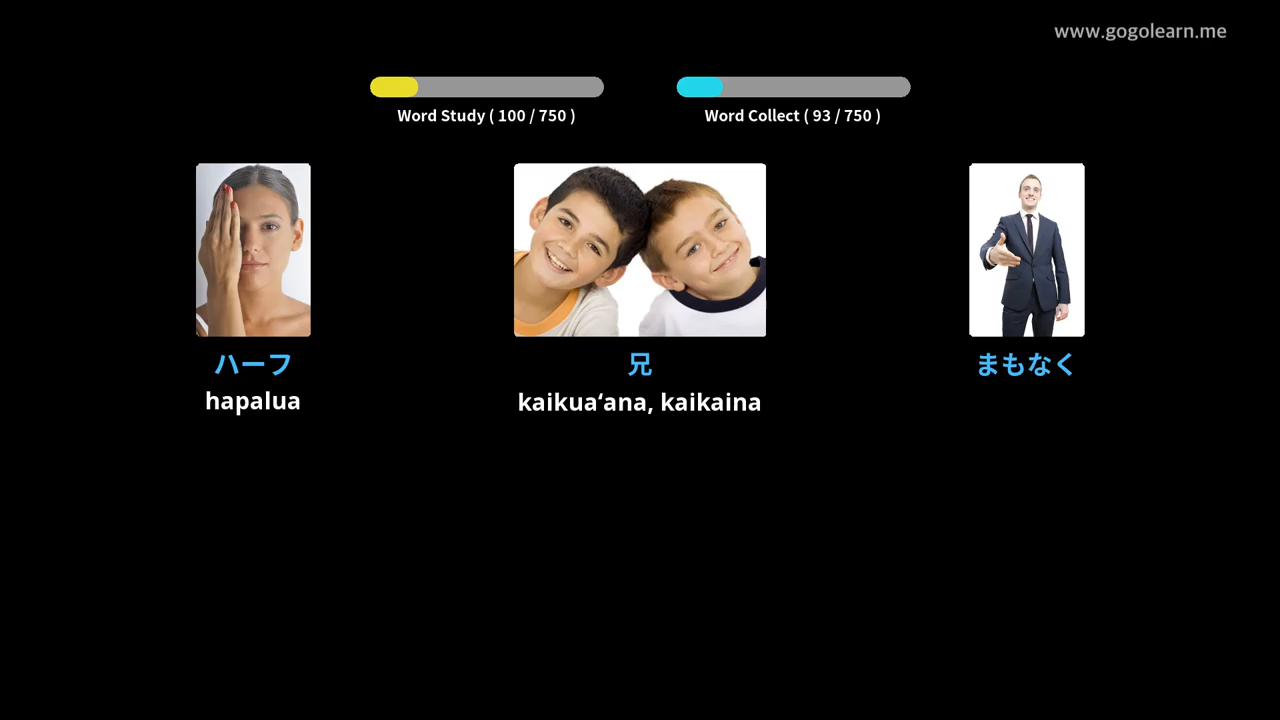 www.gogolearn.me
Word Study ( 100 / 750 )
Word Collect ( 93 / 750 )
ハーフ
兄
まもなく
hapalua
kaikuaʻana, kaikaina